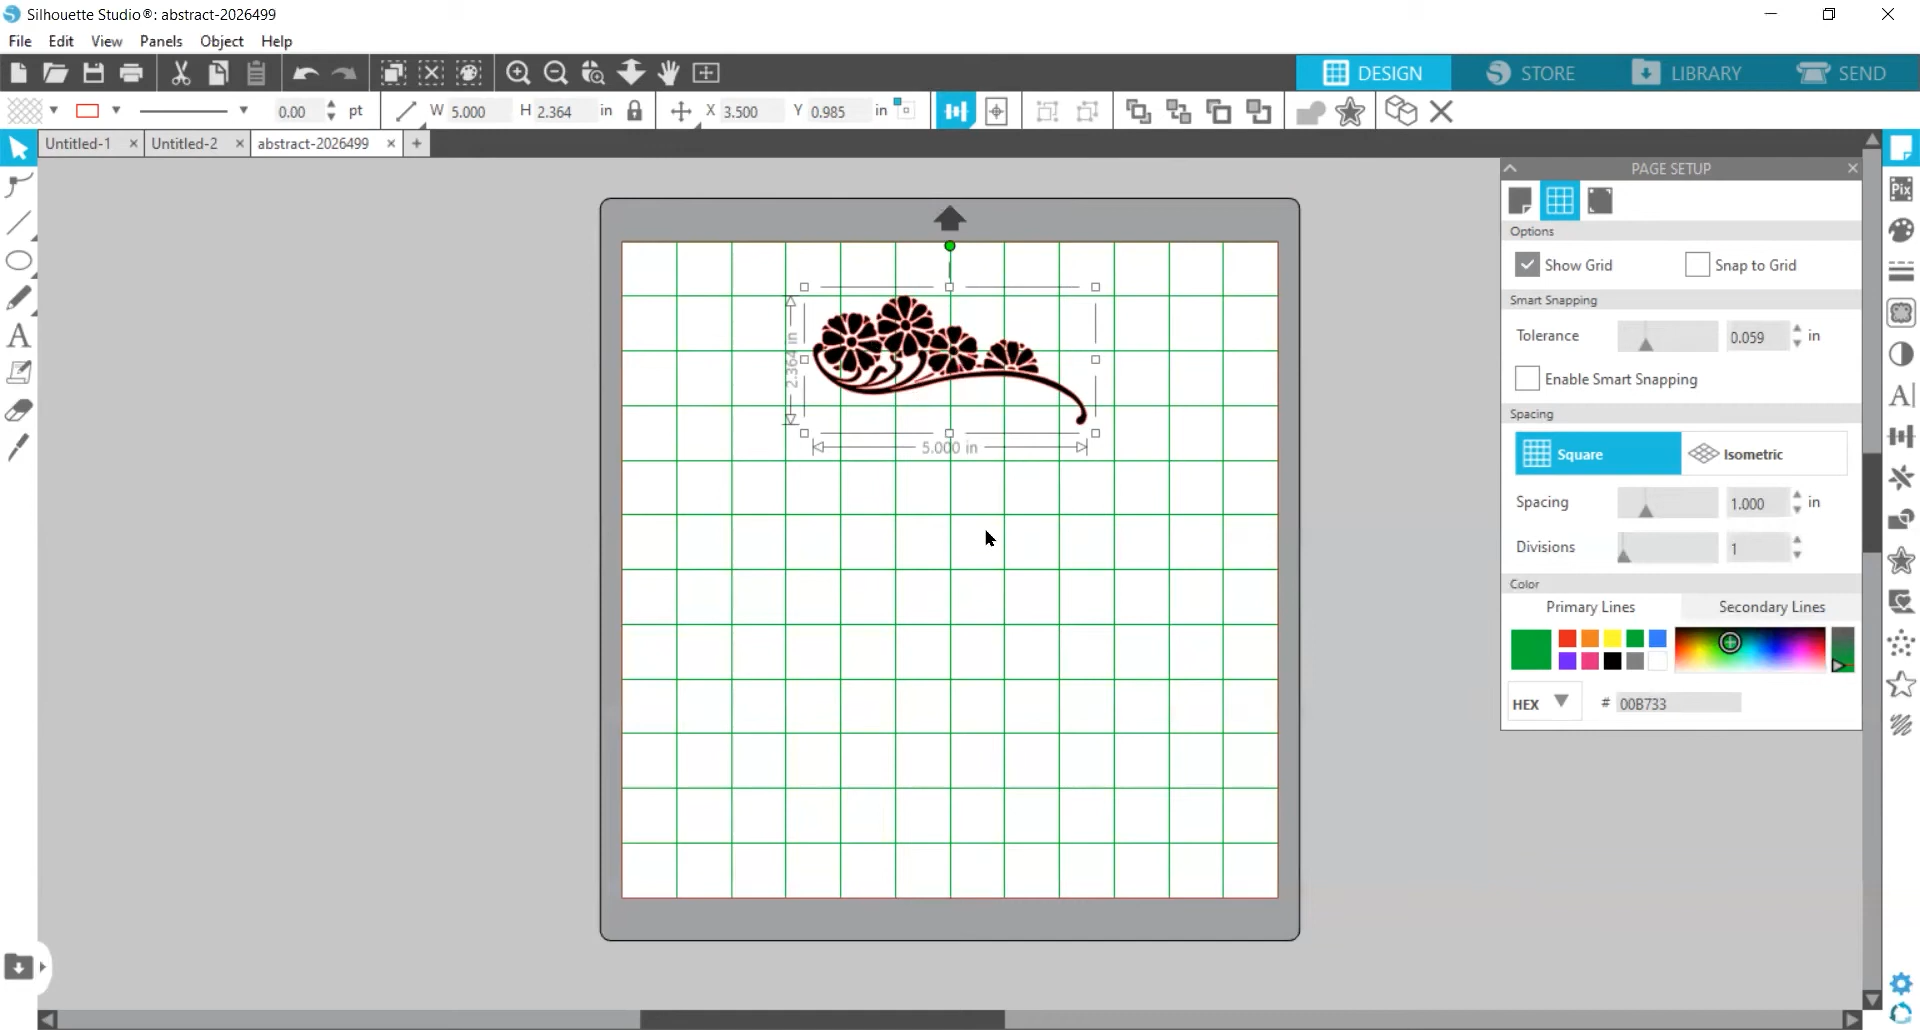 Silhouette Studio®: abstract-2026499
File Edit View Panels Object Help
DESIGN STORE LIBRARY SEND
0.00 pt W 5.000 H 2.364 in X 3.500 Y 0.985 in
Untitled-1 Untitled-2 abstract-2026499
PAGE SETUP
Pix
Options
Show Grid Snap to Grid
Smart Snapping
Tolerance 0.059 in
Enable Smart Snapping
Spacing
Square Isometric
Spacing 1.000 in
Divisions 1
Color
Primary Lines Secondary Lines
HEX # 00B733
2.364 in
5.000 in